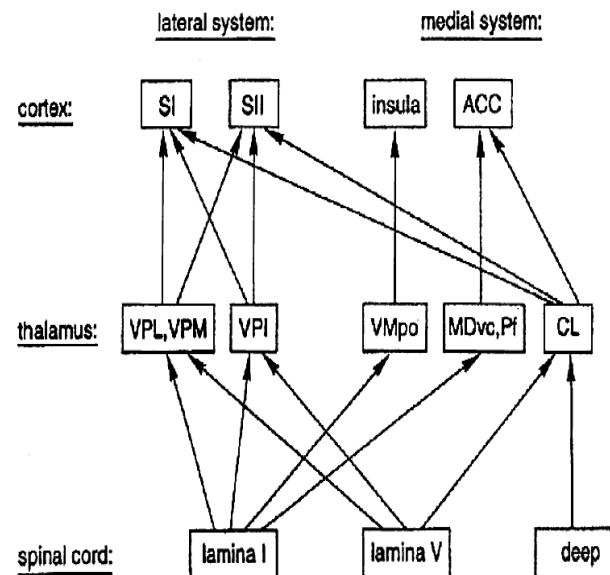 lateral system: medial system:
cortex: SI SII insula ACC
thalamus: VPL,VPM VPI VMpo MDvc,Pf CL
spinal cord: lamina I lamina V deep